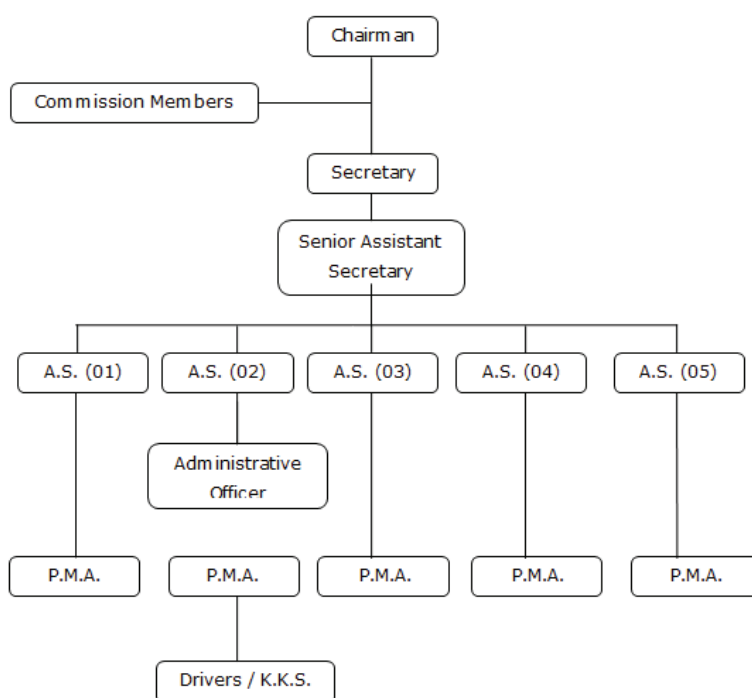 Chairman
Commission Members
Secretary
Senior Assistant
Secretary
A.S. (01)
A.S. (02)
A.S. (03)
A.S. (04)
A.S. (05)
Administrative
Officer
P.M.A.
P.M.A.
P.M.A.
P.M.A.
P.M.A.
Drivers / K.K.S.